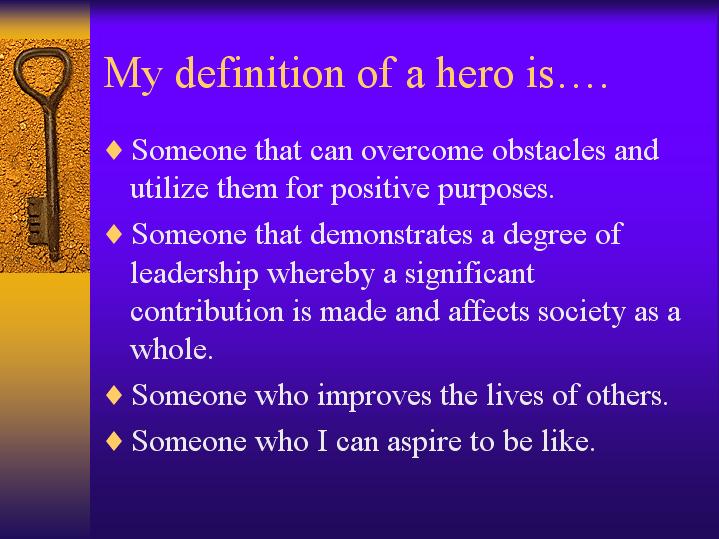 My definition of a hero is….
Someone that can overcome obstacles and
utilize them for positive purposes.
Someone that demonstrates a degree of
leadership whereby a significant
contribution is made and affects society as a
whole.
Someone who improves the lives of others.
Someone who I can aspire to be like.